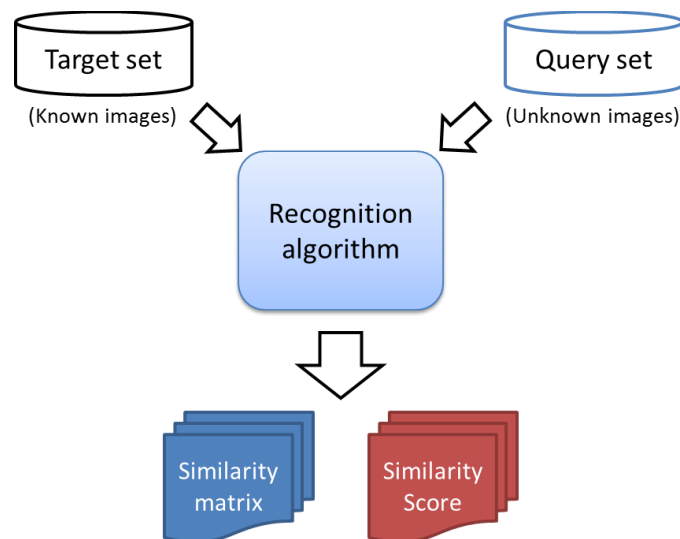 Target set
Query set
(Known images)
(Unknown images)
Recognition
algorithm
Similarity
matrix
Similarity
Score